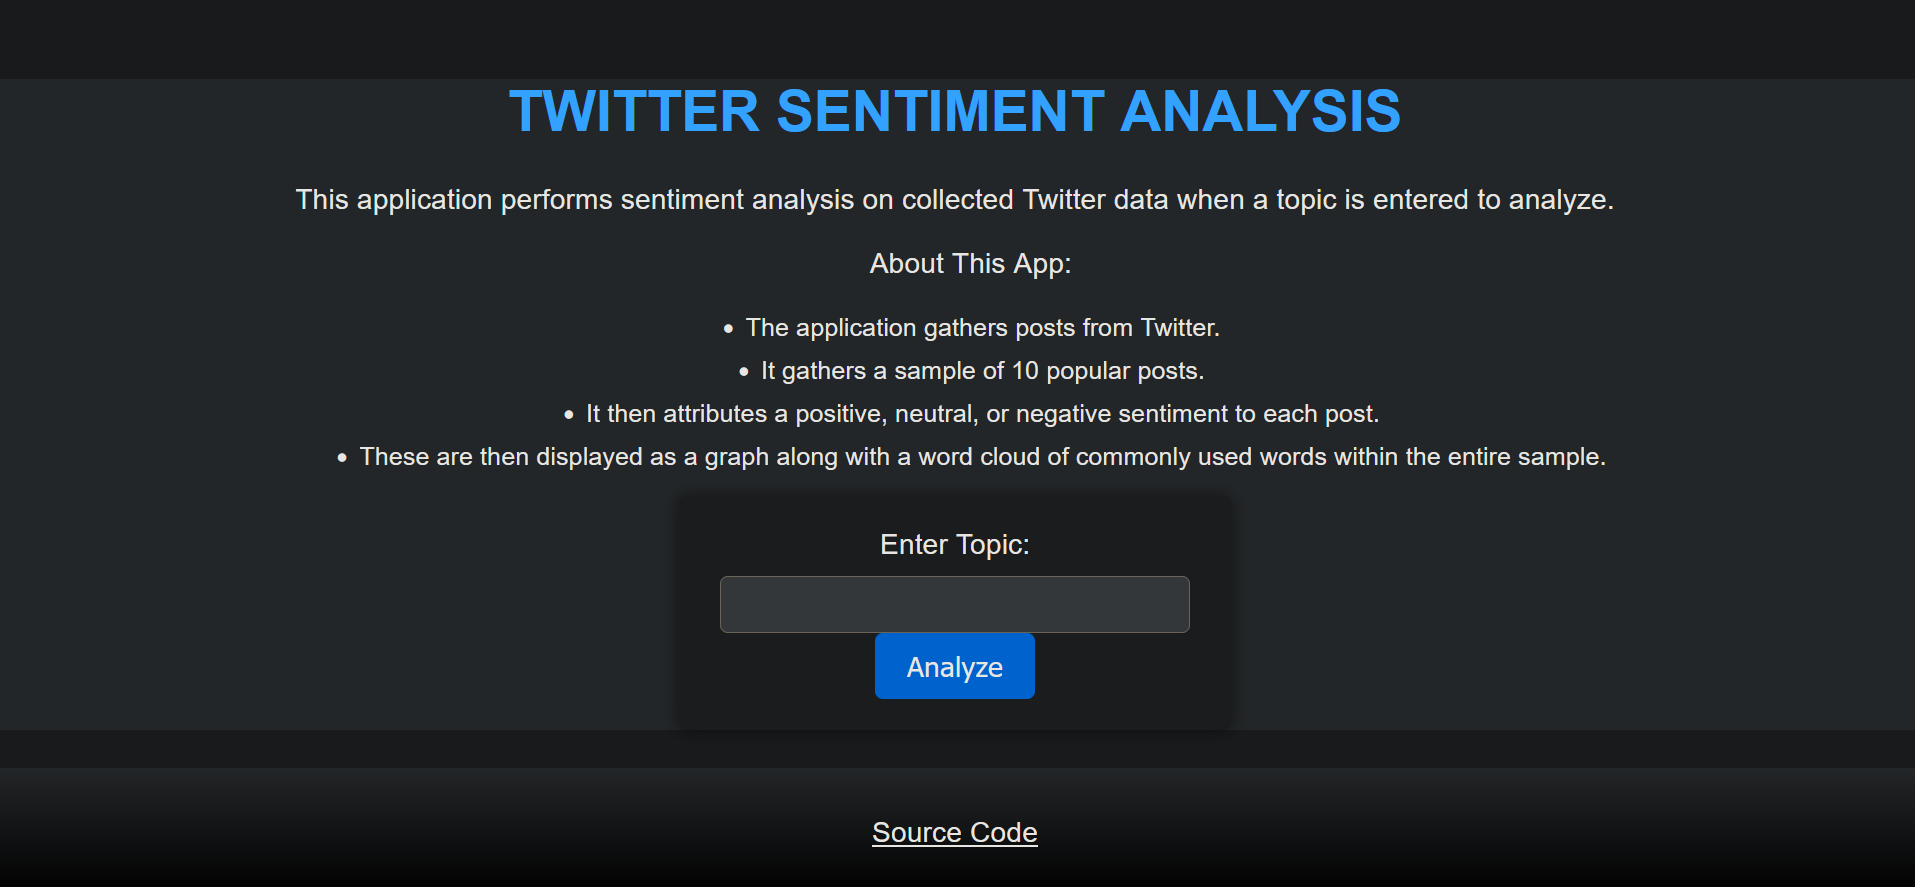 TWITTER SENTIMENT ANALYSIS
This application performs sentiment analysis on collected Twitter data when a topic is entered to analyze.
About This App:
• The application gathers posts from Twitter.
• It gathers a sample of 10 popular posts.
• It then attributes a positive, neutral, or negative sentiment to each post.
• These are then displayed as a graph along with a word cloud of commonly used words within the entire sample.
Enter Topic:
Analyze
Source Code